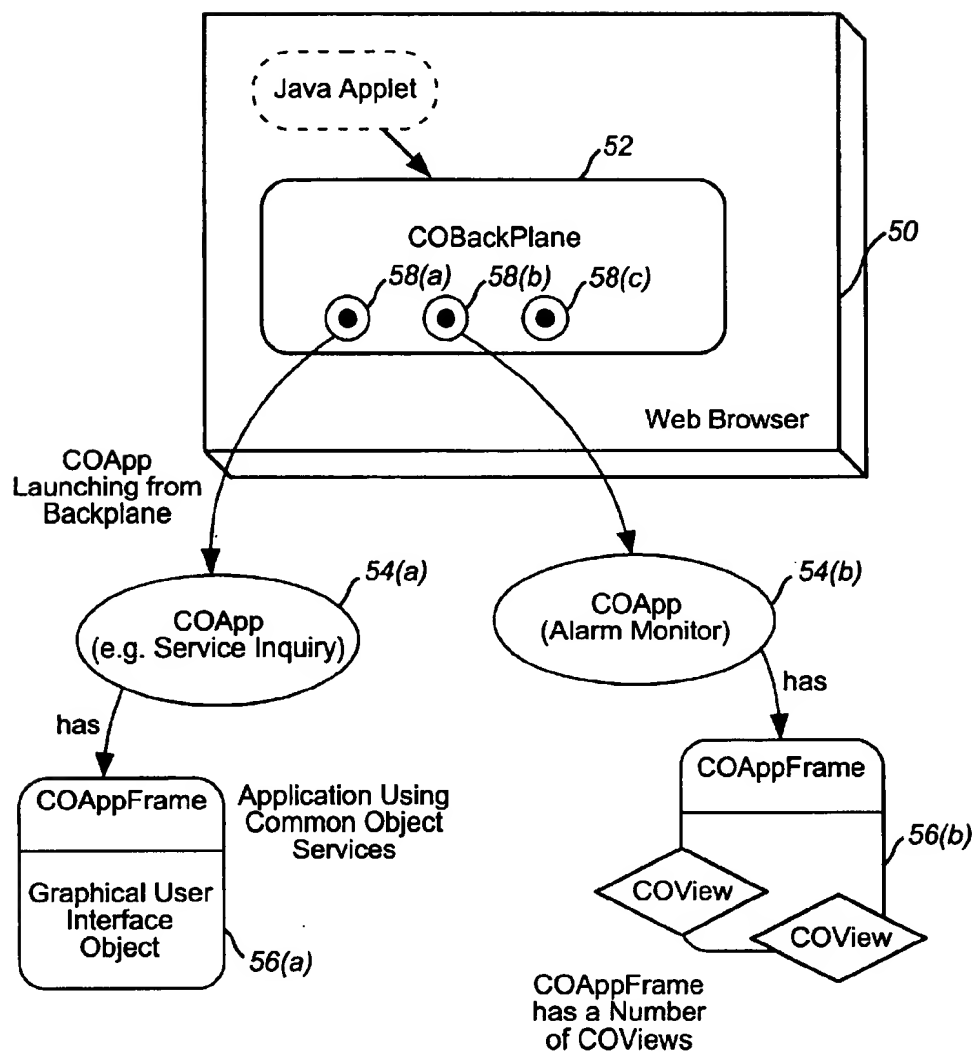 Java Applet
52
COBackPlane
50
58(a)
58(b)
58(c)
Web Browser
COApp
Launching from
Backplane
54(a)
COApp
(e.g. Service Inquiry)
54(b)
COApp
(Alarm Monitor)
has
has
COAppFrame
Graphical User
Interface
Object
56(a)
Application Using
Common Object
Services
COAppFrame
56(b)
COView
COView
COAppFrame
has a Number
of COViews